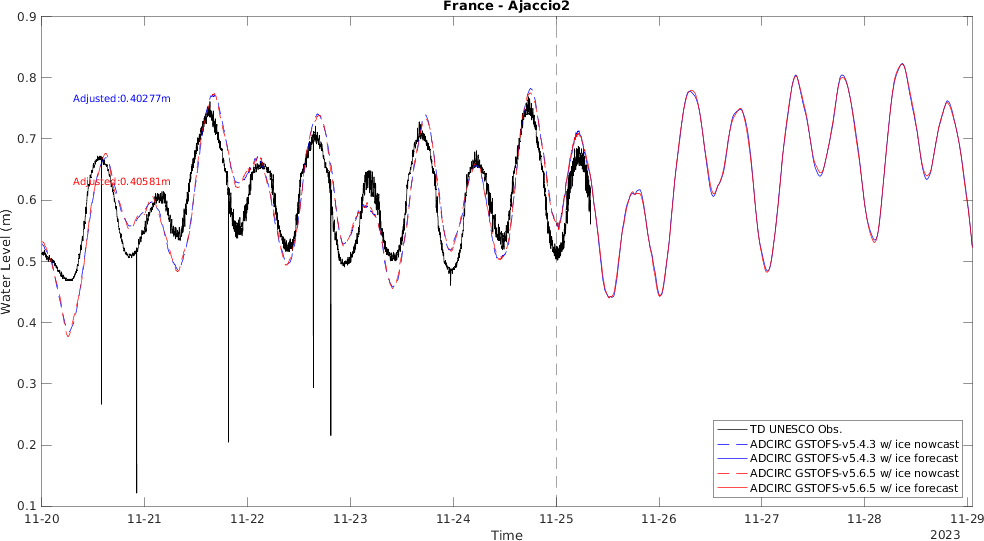 France - Ajaccio2
0.9
0.8
0.7
0.6
0.5
0.4
0.3
0.2
0.1
Water Level (m)
Adjusted:0.40277m
Adjusted:0.40581m
TD UNESCO Obs.
ADCIRC GSTOFS-v5.4.3 w/ ice nowcast
ADCIRC GSTOFS-v5.4.3 w/ ice forecast
ADCIRC GSTOFS-v5.6.5 w/ ice nowcast
ADCIRC GSTOFS-v5.6.5 w/ ice forecast
11-20 11-21 11-22 11-23 11-24 11-25 11-26 11-27 11-28 11-29
Time
2023